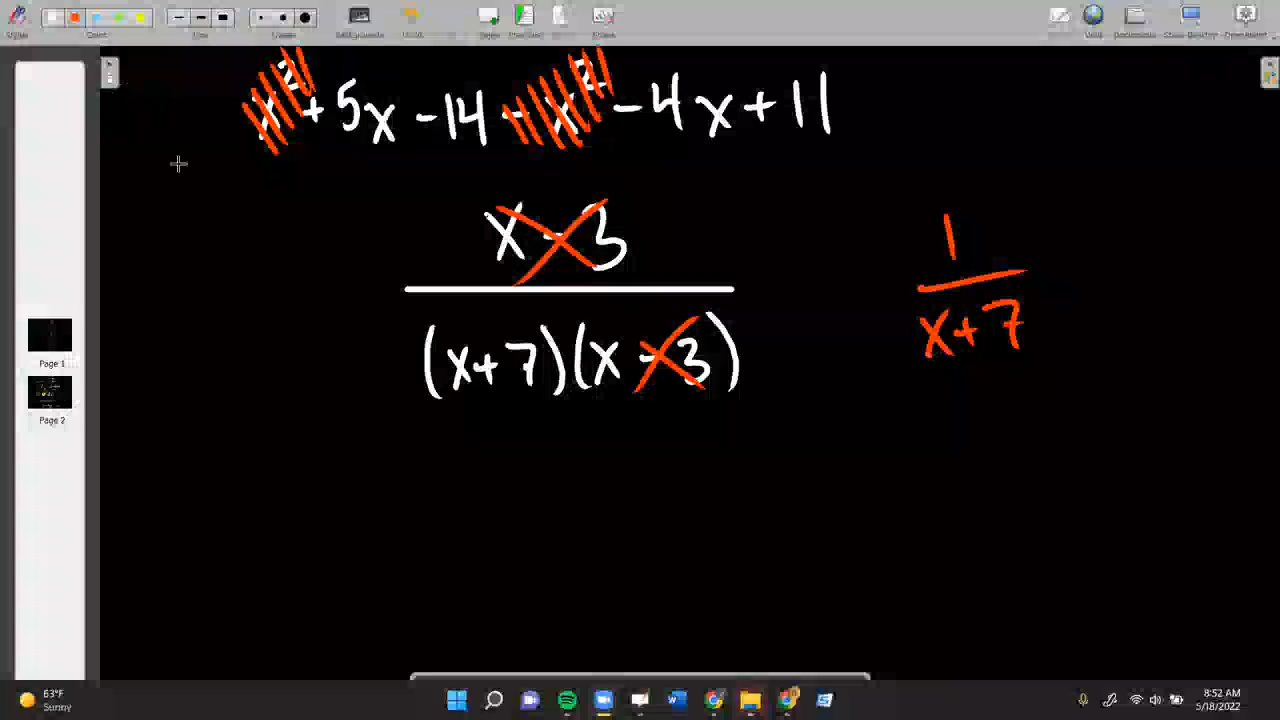 x² + 5x - 14 - x² - 4x + 11
x - 3
(x+7)(x - 3)
1
x+7
Page 1
Page 2
63°F
Sunny
8:52 AM
5/18/2022